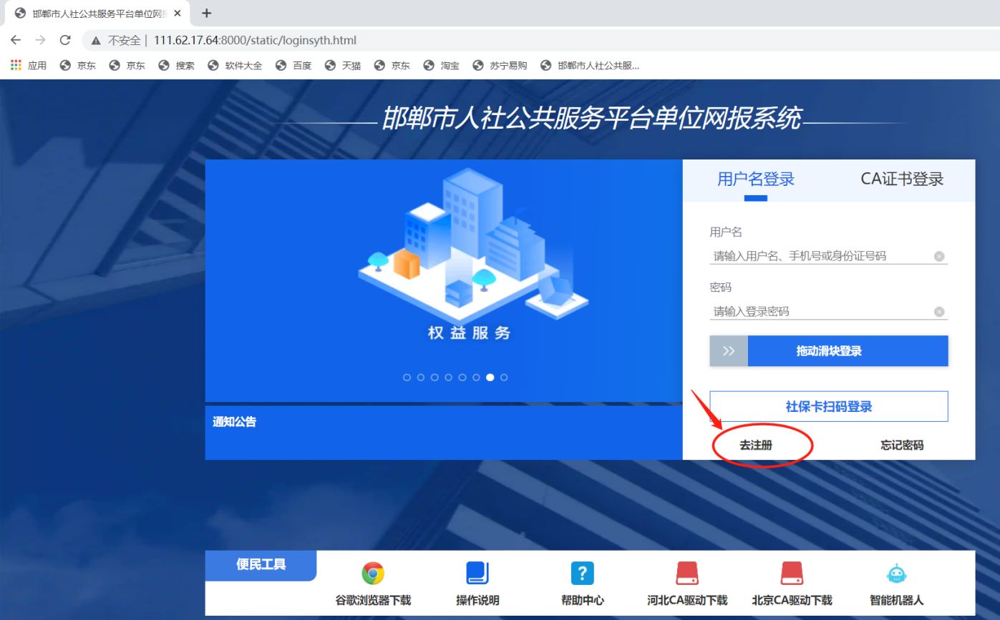 邯郸市人社公共服务平台单位网报
不安全
111.62.17.64:8000/static/loginsyth.html
应用 京东 京东 搜索 软件大全 百度 天猫 京东 淘宝 苏宁易购 邯郸市人社公共服...
邯郸市人社公共服务平台单位网报系统
用户名登录 CA证书登录
用户名
请输入用户名、手机号或身份证号码
密码
请输入登录密码
拖动滑块登录
社保卡扫码登录
去注册 忘记密码
权益服务
通知公告
便民工具
谷歌浏览器下载 操作说明 帮助中心 河北CA驱动下载 北京CA驱动下载 智能机器人